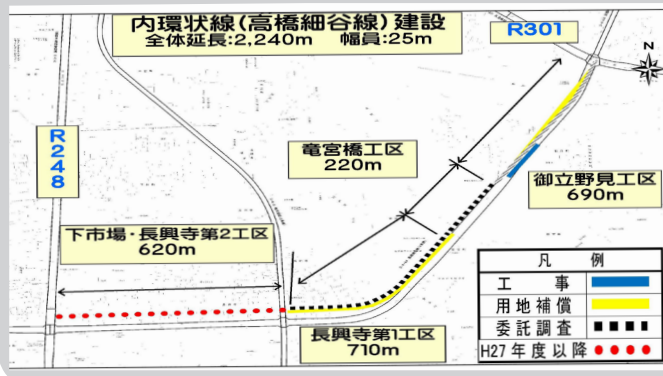 内環状線(高橋細谷線)建設
全体延長:2,240m 幅員:25m
R301
N
R248
竜宮橋工区
220m
御立野見工区
690m
下市場・長興寺第2工区
620m
長興寺第1工区
710m
凡 例
工 事
用地補償
委託調査
H27年度以降